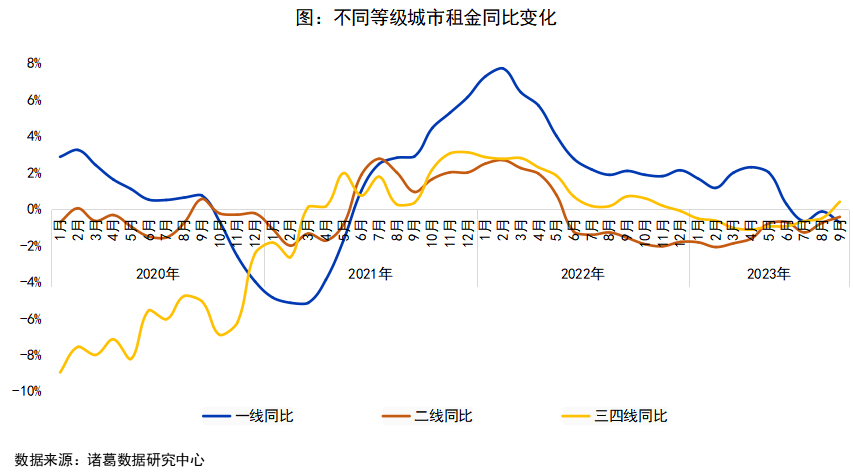 图：不同等级城市租金同比变化
8%
6%
4%
2%
0%
-2%
-4%
-6%
-8%
-10%
1月 2月 3月 4月 5月 6月 7月 8月 9月 10月 11月 12月 1月 2月 3月 4月 5月 6月 7月 8月 9月 10月 11月 12月 1月 2月 3月 4月 5月 6月 7月 8月 9月 10月 11月 12月 1月 2月 3月 4月 5月 6月 7月 8月 9月
2020年 2021年 2022年 2023年
一线同比 二线同比 三四线同比
数据来源：诸葛数据研究中心